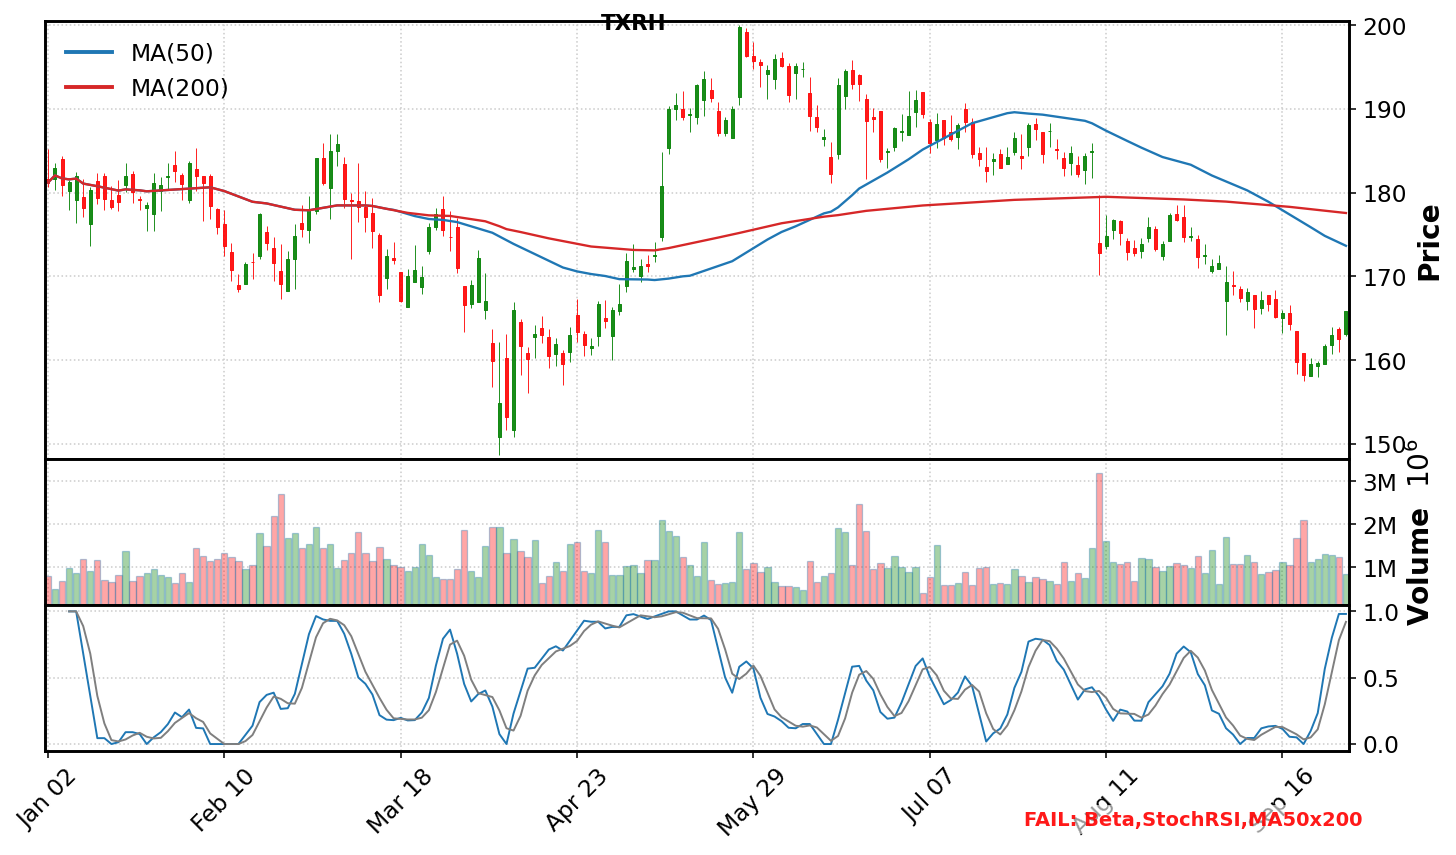 TXRH
MA(50)
MA(200)
200
190
180
170
160
150
Price
10⁶
3M
2M
1M
Volume
1.0
0.5
0.0
Jan 02
Feb 10
Mar 18
Apr 23
May 29
Jul 07
Aug 11
Sep 16
FAIL: Beta,StochRSI,MA50x200